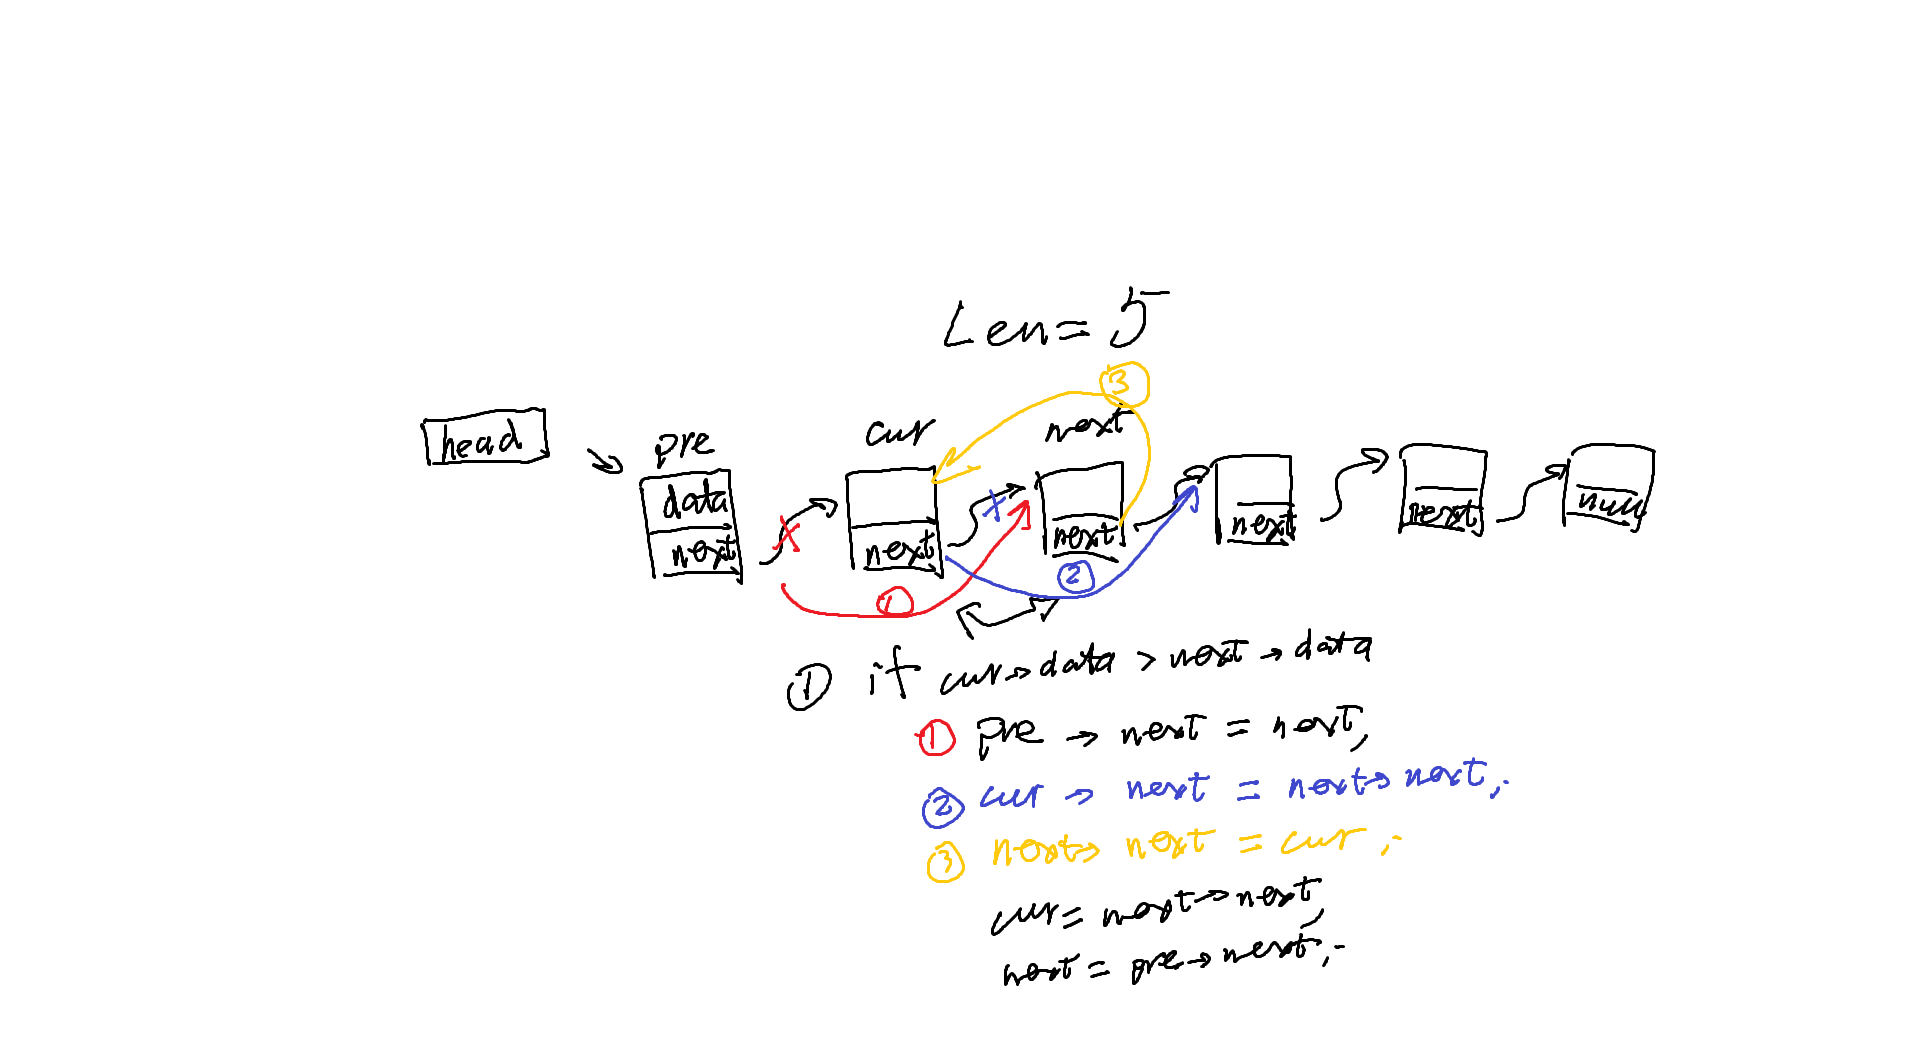 Len = 5
③
head
pre
cur
next
data
next
next
next
next
next
null
①
②
① if cur→data > next→data
① pre → next = next,
② cur → next = next→next;
③ next→ next = cur;
cur = next→next,
next = pre→next;